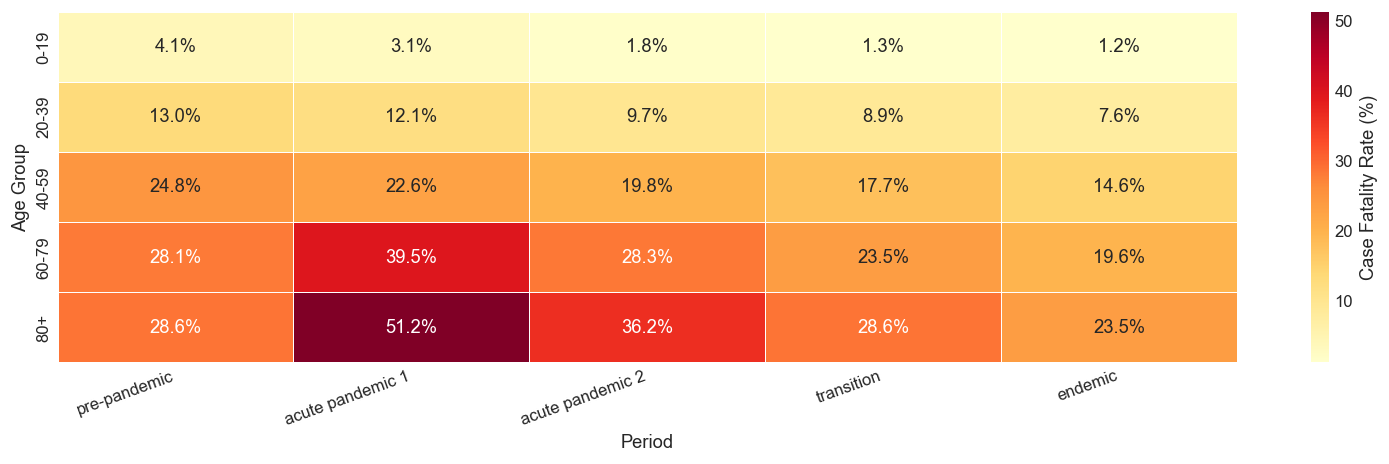 0-19 4.1% 3.1% 1.8% 1.3% 1.2%
20-39 13.0% 12.1% 9.7% 8.9% 7.6%
40-59 24.8% 22.6% 19.8% 17.7% 14.6%
60-79 28.1% 39.5% 28.3% 23.5% 19.6%
80+ 28.6% 51.2% 36.2% 28.6% 23.5%
Age Group
pre-pandemic acute pandemic 1 acute pandemic 2 transition endemic
Period
50
40
30
20
10
Case Fatality Rate (%)